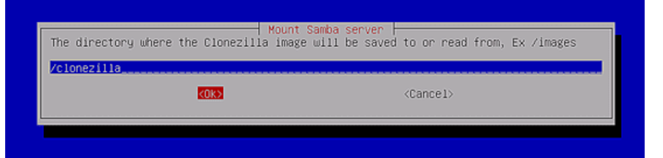 Mount Samba server
The directory where the Clonezilla image will be saved to or read from, Ex /images
/clonezilla
<Ok> <Cancel>